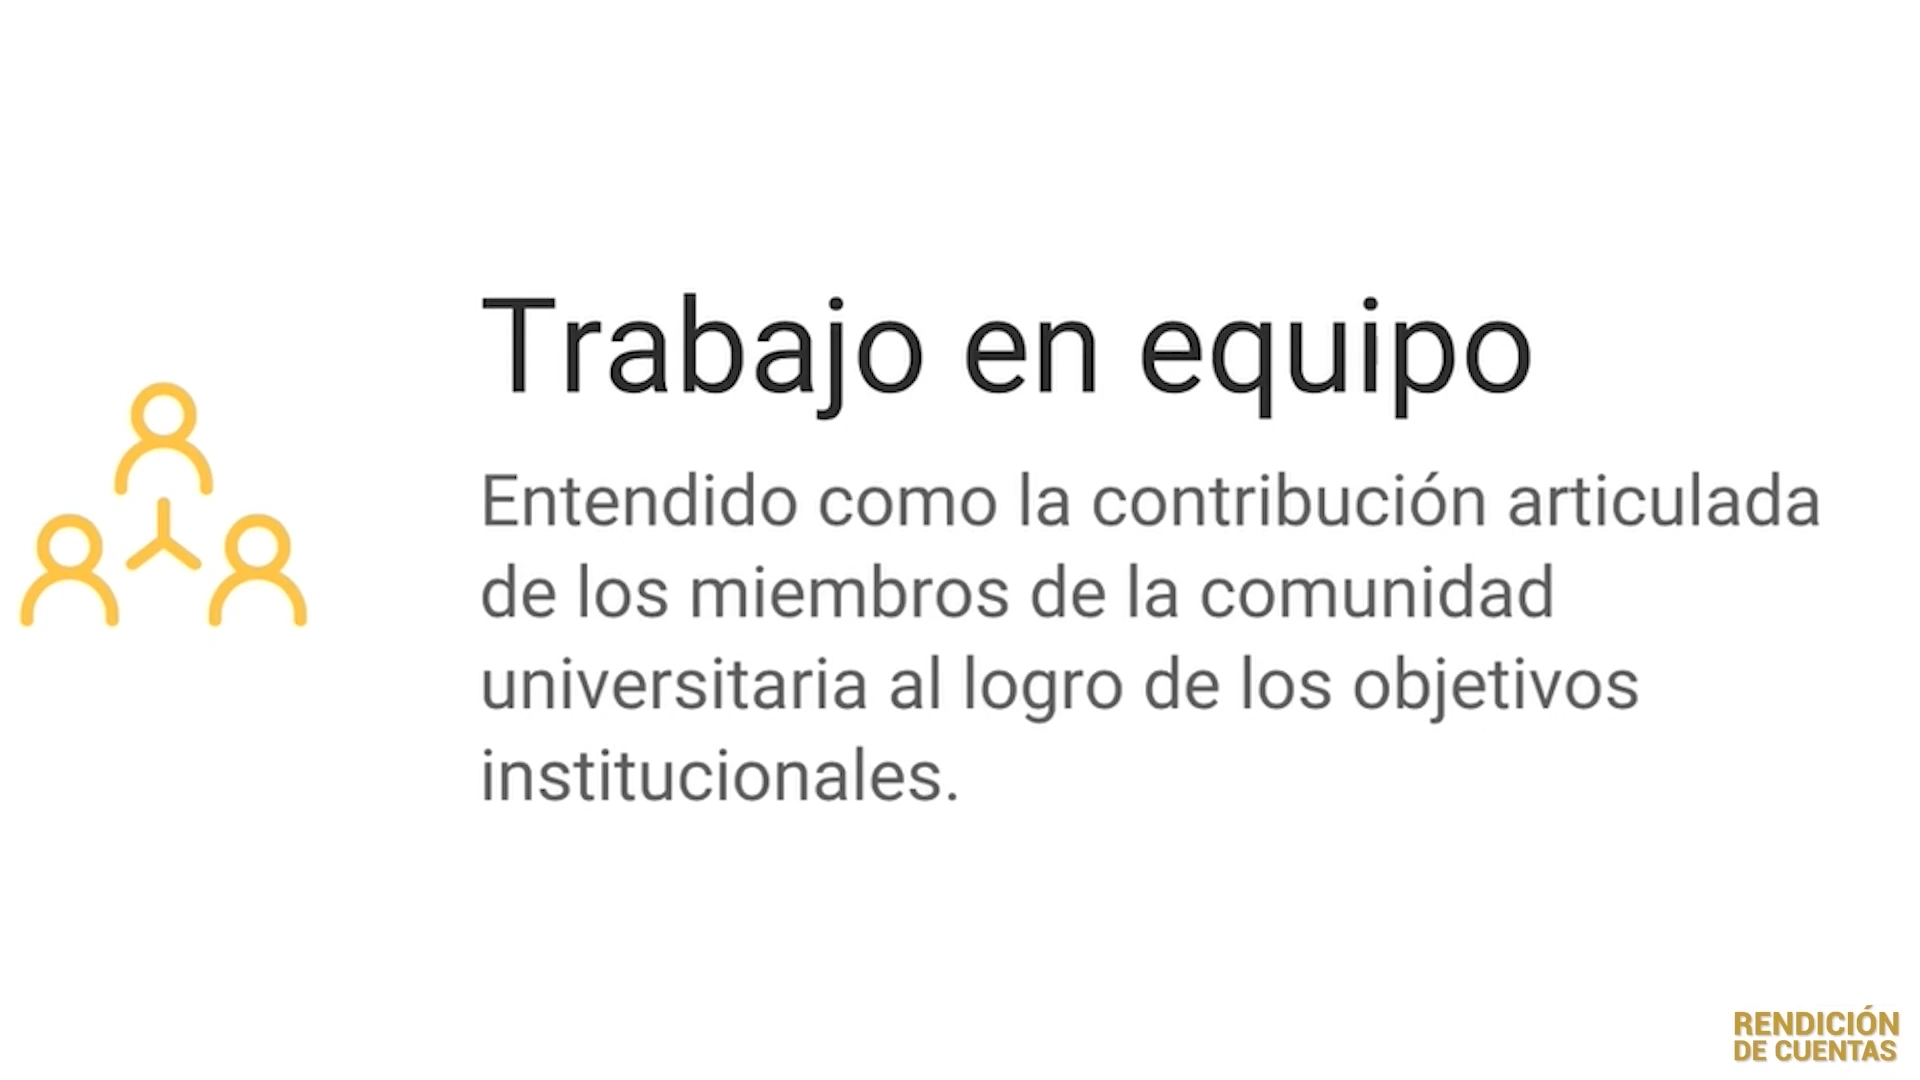 Trabajo en equipo
Entendido como la contribución articulada
de los miembros de la comunidad
universitaria al logro de los objetivos
institucionales.
RENDICIÓN
DE CUENTAS